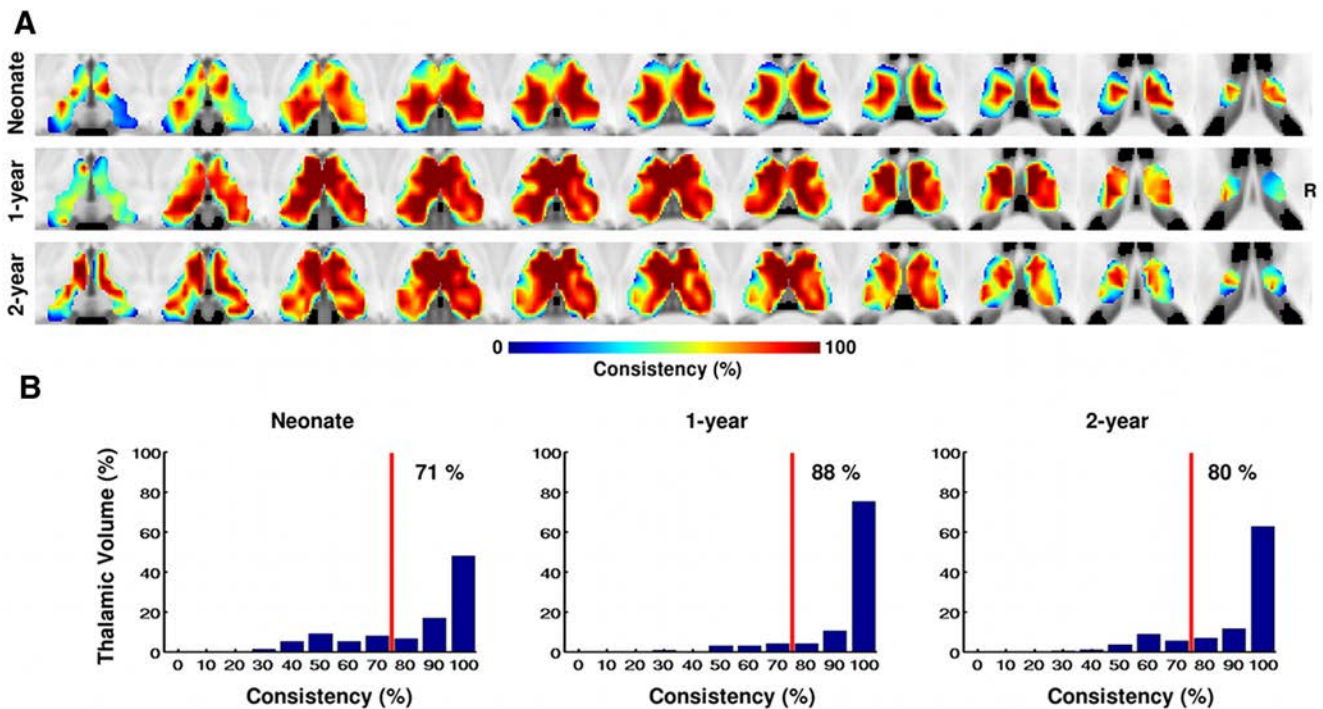 A
Neonate
1-year
R
2-year
0 100
Consistency (%)
B
Neonate 1-year 2-year
Thalamic Volume (%)
100 100 100
71 % 88 % 80 %
80 80 80
60 60 60
40 40 40
20 20 20
0 0 0
0 10 20 30 40 50 60 70 80 90 100 0 10 20 30 40 50 60 70 80 90 100 0 10 20 30 40 50 60 70 80 90 100
Consistency (%) Consistency (%) Consistency (%)